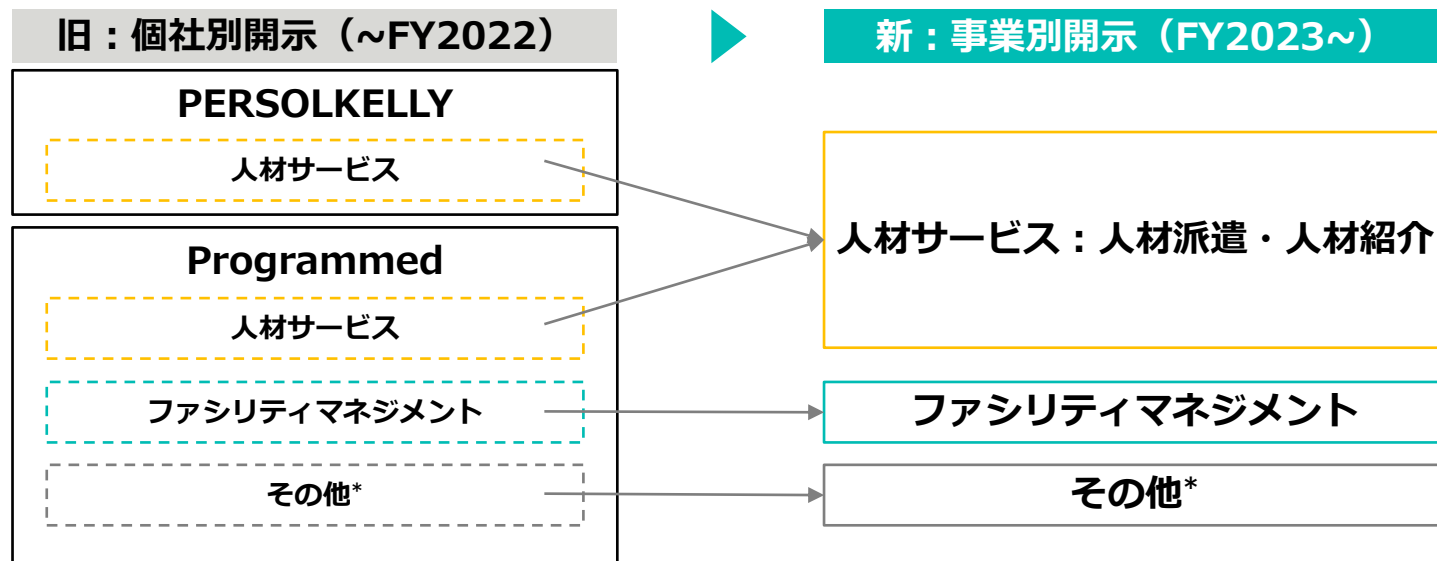 旧：個社別開示（~FY2022）
新：事業別開示（FY2023~）
PERSOLKELLY
人材サービス
Programmed
人材サービス
ファシリティマネジメント
その他*
人材サービス：人材派遣・人材紹介
ファシリティマネジメント
その他*